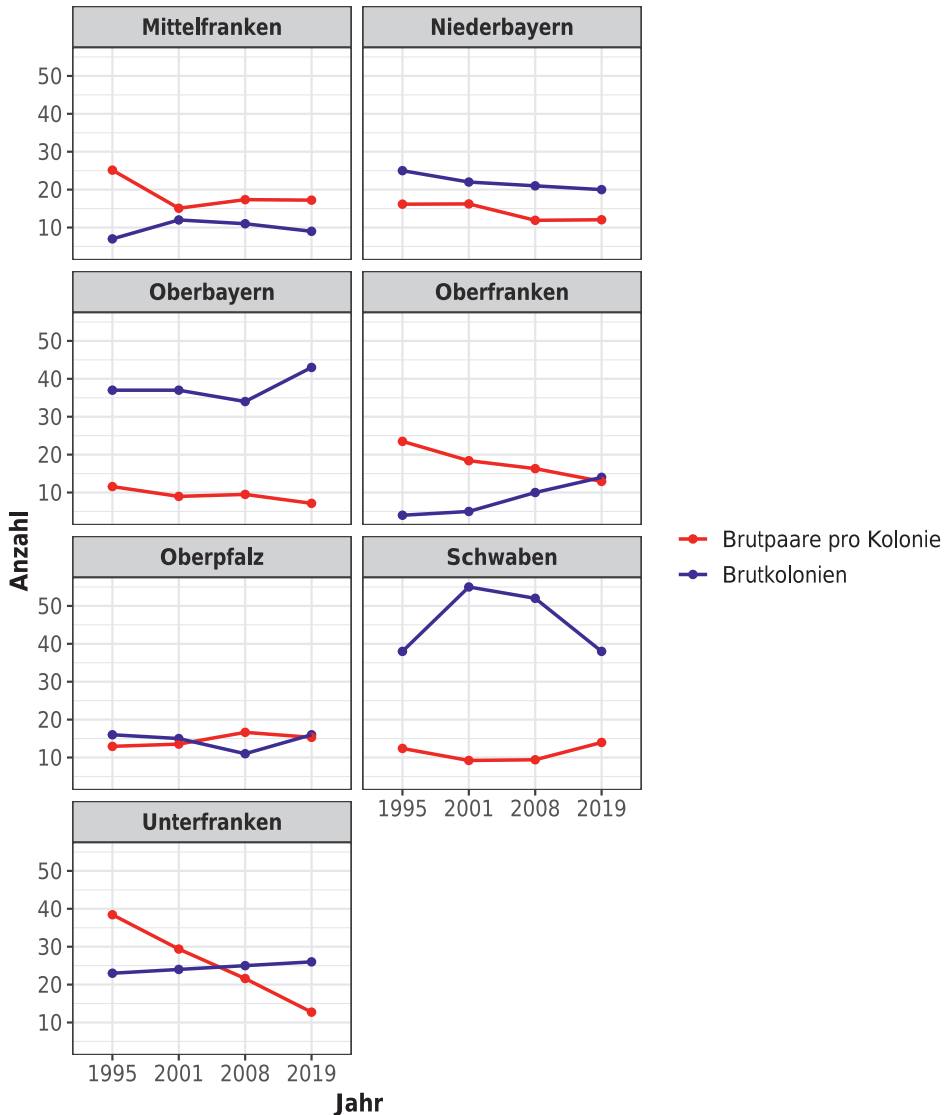 Mittelfranken
Niederbayern
50
40
30
20
10
Oberbayern
Oberfranken
50
40
30
20
10
Oberpfalz
Schwaben
50
40
30
20
10
1995 2001 2008 2019
Unterfranken
50
40
30
20
10
1995 2001 2008 2019
Jahr
Anzahl
Brutpaare pro Kolonie
Brutkolonien